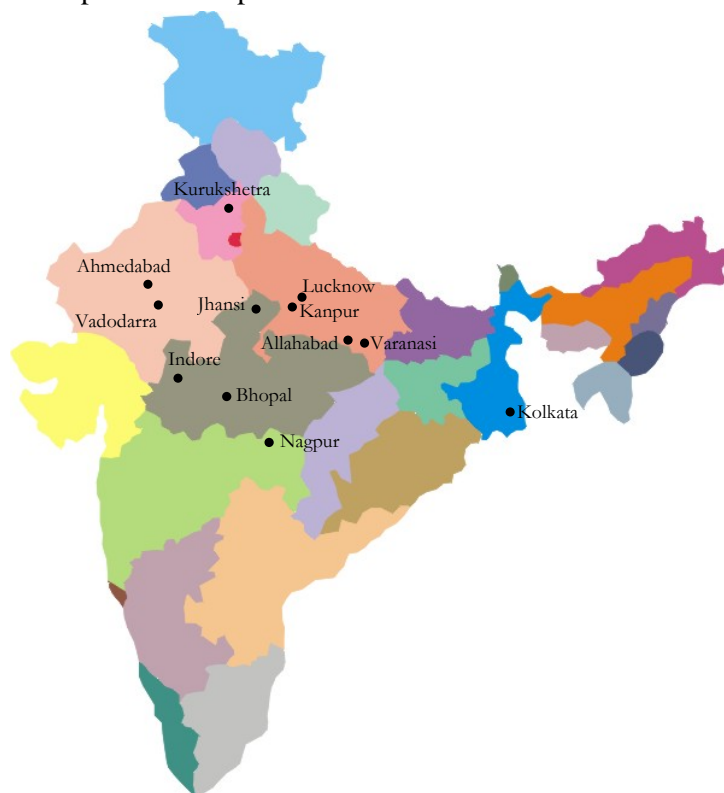 Kurukshetra
Ahmedabad
Lucknow
Vadodarra
Jhansi
Kanpur
Allahabad
Varanasi
Indore
Bhopal
Kolkata
Nagpur